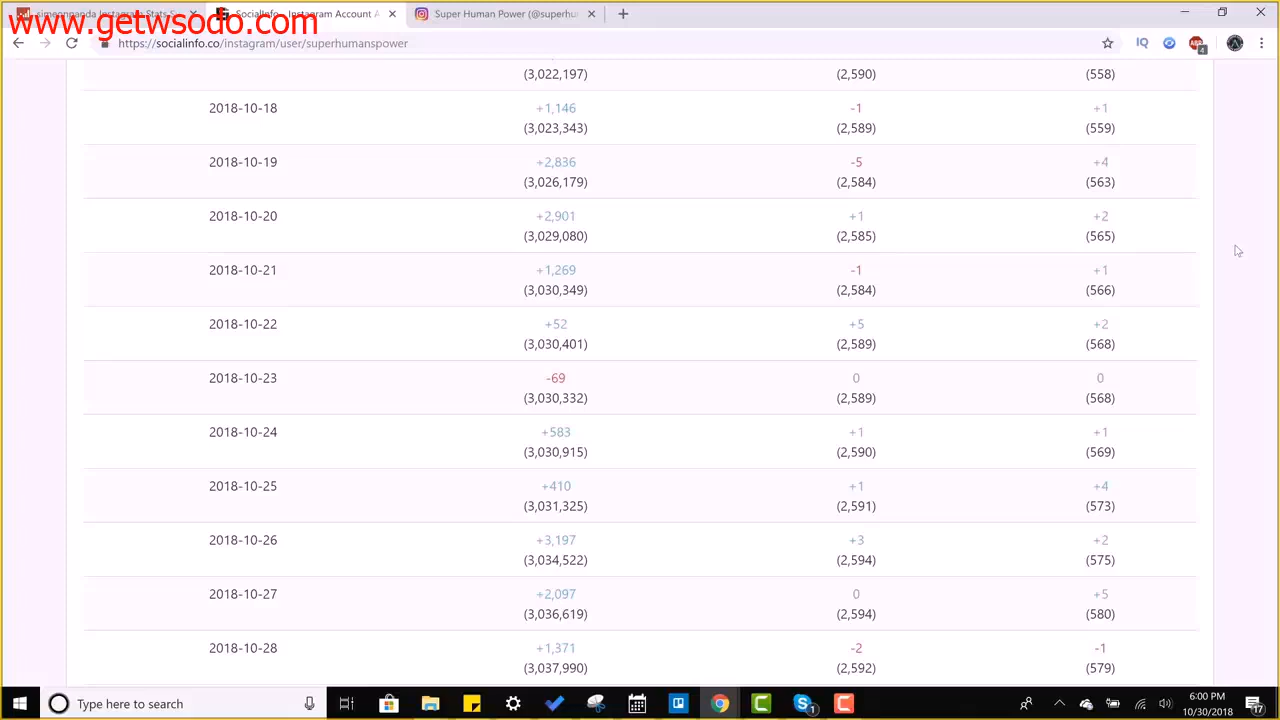 simeonpanda Instagram Stats
SocialInfo - Instagram Account A
Super Human Power (@superhu
www.getwsodo.com
https://socialinfo.co/instagram/user/superhumanspower
IQ
ABP
4
(3,022,197) (2,590) (558)
2018-10-18 +1,146 -1 +1
(3,023,343) (2,589) (559)
2018-10-19 +2,836 -5 +4
(3,026,179) (2,584) (563)
2018-10-20 +2,901 +1 +2
(3,029,080) (2,585) (565)
2018-10-21 +1,269 -1 +1
(3,030,349) (2,584) (566)
2018-10-22 +52 +5 +2
(3,030,401) (2,589) (568)
2018-10-23 -69 0 0
(3,030,332) (2,589) (568)
2018-10-24 +583 +1 +1
(3,030,915) (2,590) (569)
2018-10-25 +410 +1 +4
(3,031,325) (2,591) (573)
2018-10-26 +3,197 +3 +2
(3,034,522) (2,594) (575)
2018-10-27 +2,097 0 +5
(3,036,619) (2,594) (580)
2018-10-28 +1,371 -2 -1
(3,037,990) (2,592) (579)
Type here to search
1
6:00 PM
10/30/2018
17